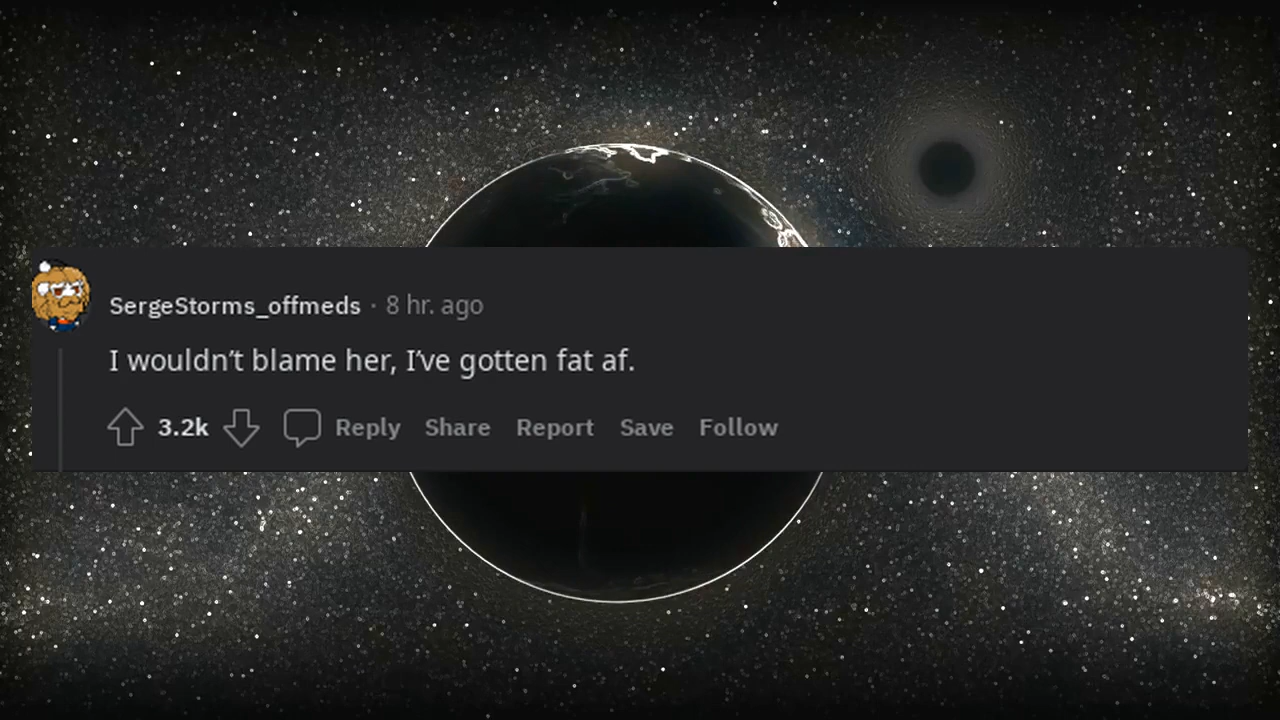 SergeStorms_offmeds · 8 hr. ago
I wouldn’t blame her, I’ve gotten fat af.
3.2k Reply Share Report Save Follow